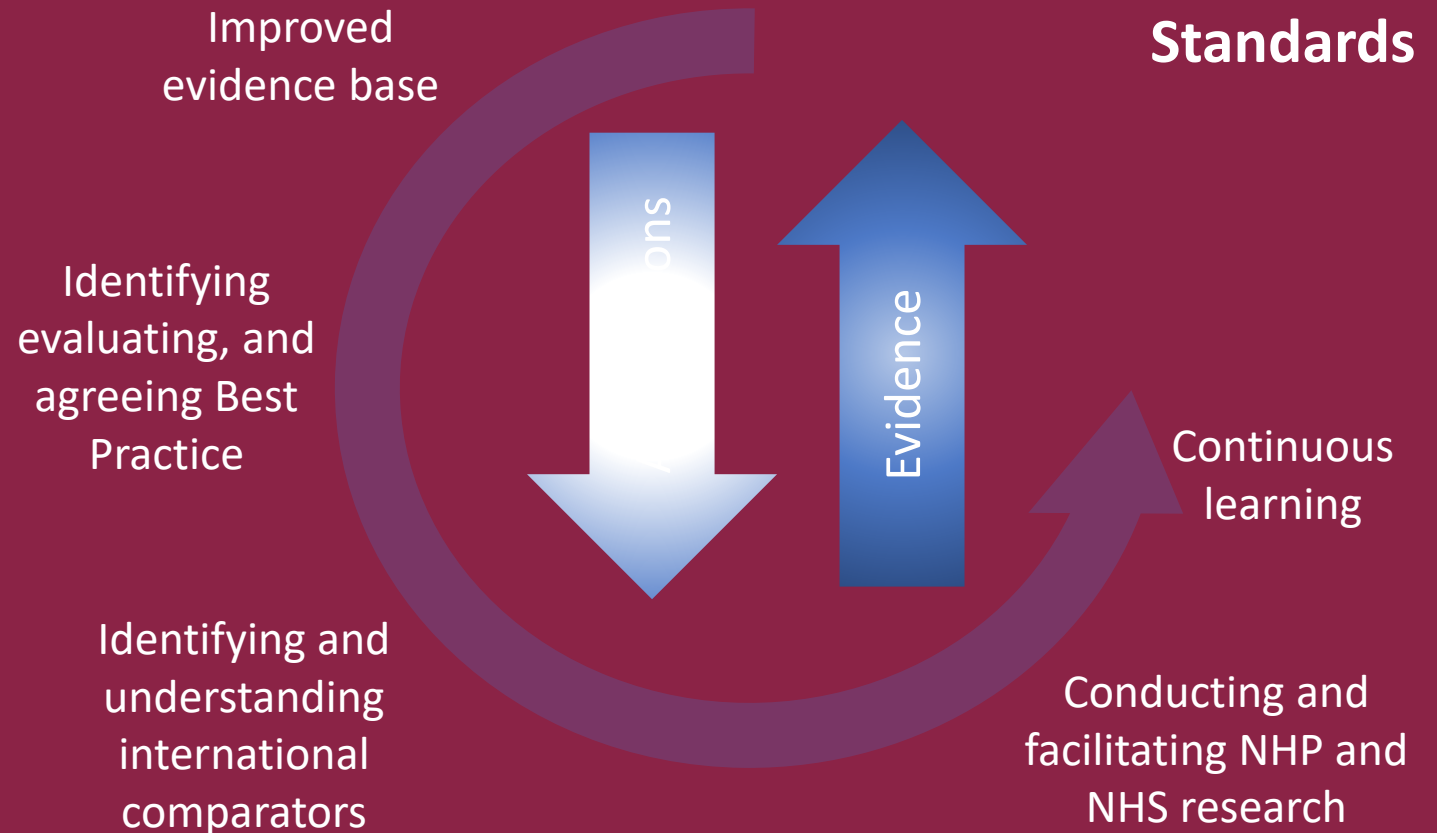 Improved
evidence base
Standards
Identifying
evaluating, and
agreeing Best
Practice
Evidence
Continuous
learning
Identifying and
understanding
international
comparators
Conducting and
facilitating NHP and
NHS research